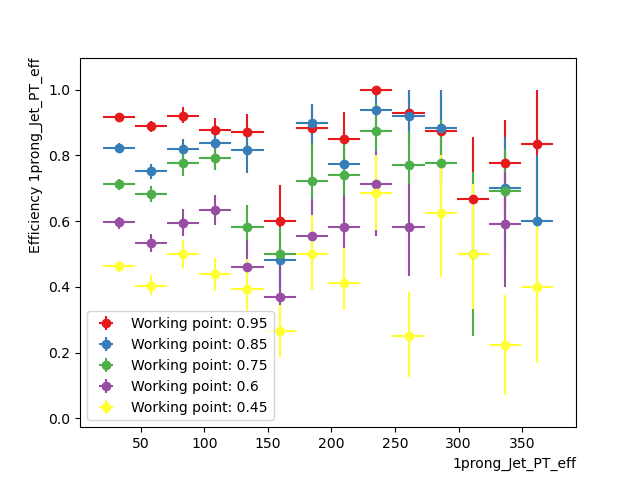 Efficiency 1prong_Jet_PT_eff
1.0
0.8
0.6
0.4
0.2
0.0
Working point: 0.95
Working point: 0.85
Working point: 0.75
Working point: 0.6
Working point: 0.45
50
100
150
200
250
300
350
1prong_Jet_PT_eff